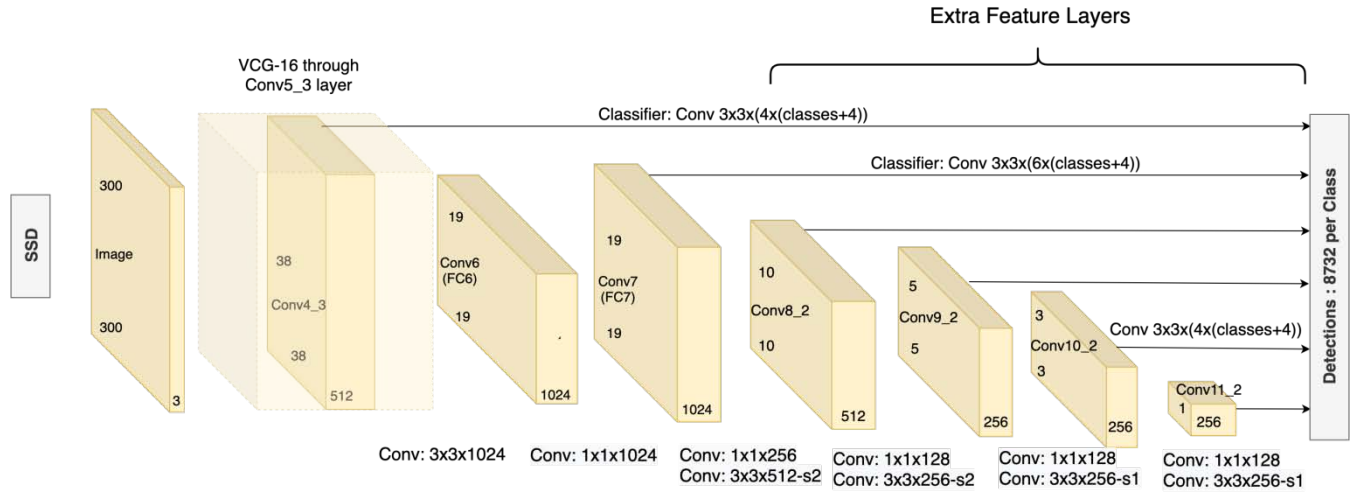 Extra Feature Layers
VCG-16 through
Conv5_3 layer
Classifier: Conv 3x3x(4x(classes+4))
Classifier: Conv 3x3x(6x(classes+4))
SSD
300
Image
300
3
38
Conv4_3
38
512
19
Conv6
(FC6)
19
1024
19
Conv7
(FC7)
19
1024
10
Conv8_2
10
512
5
Conv9_2
5
256
3
Conv10_2
3
256
Conv 3x3x(4x(classes+4))
Conv11_2
1
256
Detections : 8732 per Class
Conv: 3x3x1024
Conv: 1x1x1024
Conv: 1x1x256
Conv: 3x3x512-s2
Conv: 1x1x128
Conv: 3x3x256-s2
Conv: 1x1x128
Conv: 3x3x256-s1
Conv: 1x1x128
Conv: 3x3x256-s1